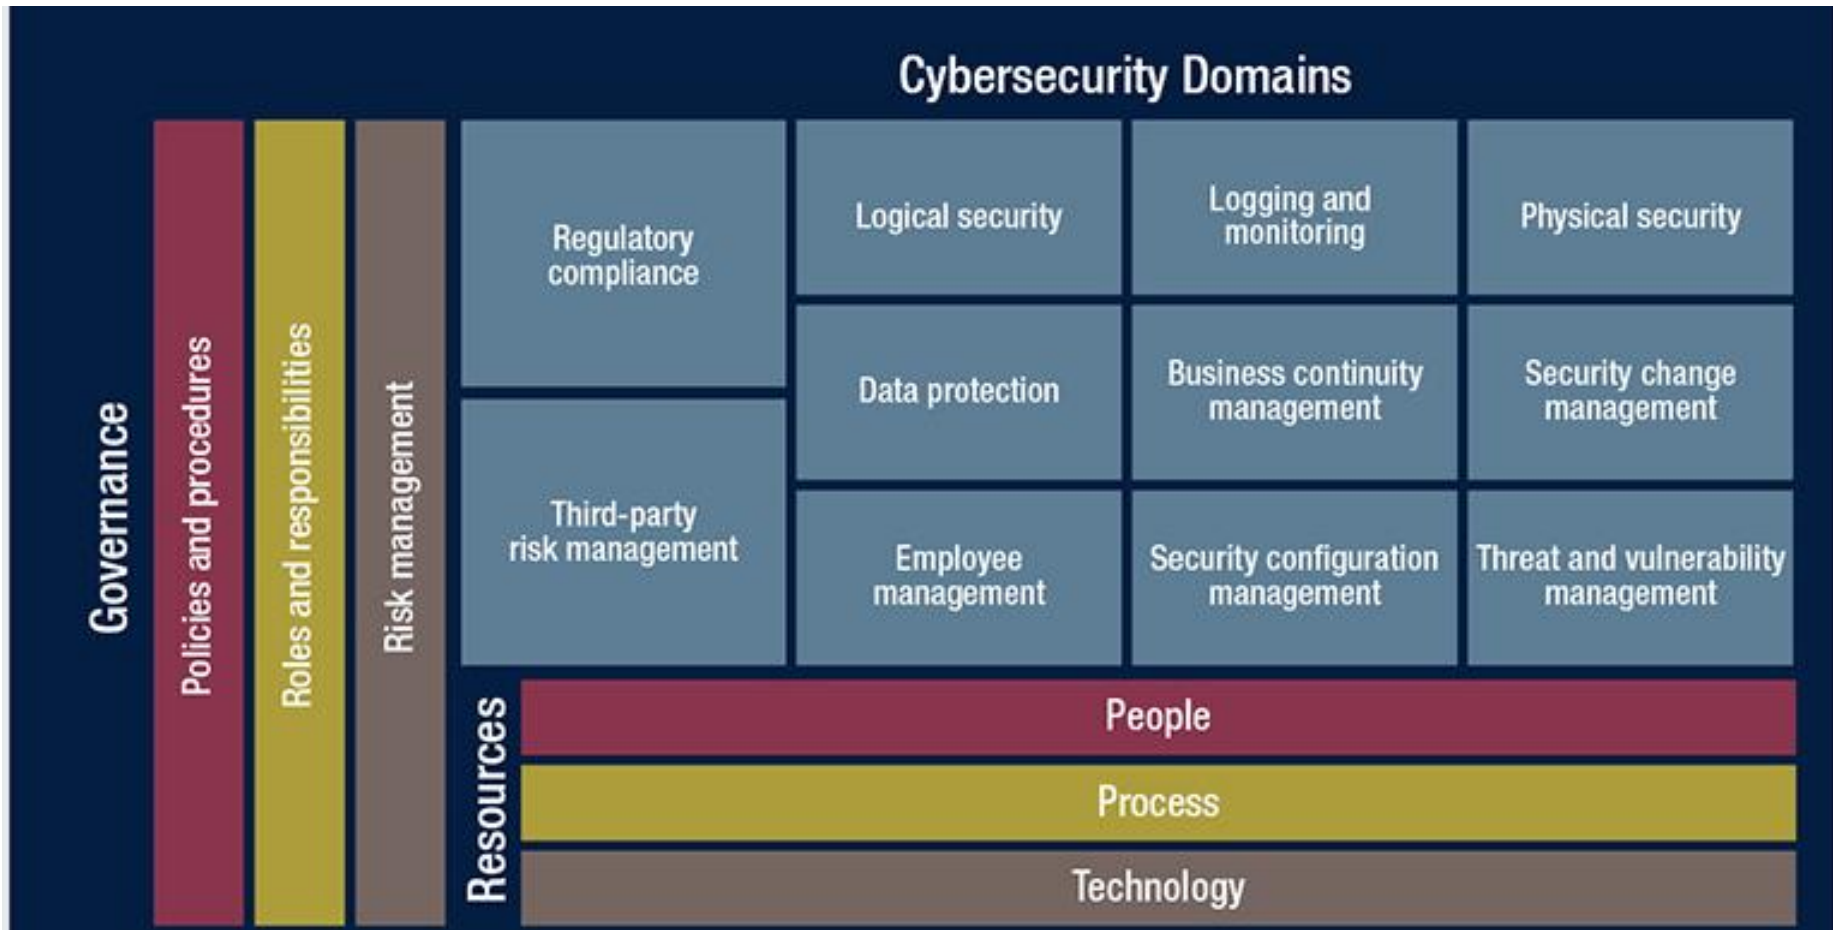 Cybersecurity Domains
Governance
Policies and procedures
Roles and responsibilities
Risk management
Regulatory
compliance
Third-party
risk management
Logical security
Logging and
monitoring
Physical security
Data protection
Business continuity
management
Security change
management
Employee
management
Security configuration
management
Threat and vulnerability
management
Resources
People
Process
Technology